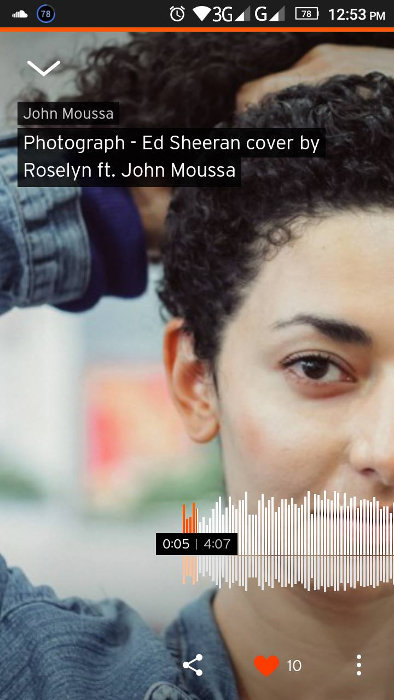 78 3G G 78 12:53 PM
John Moussa
Photograph - Ed Sheeran cover by
Roselyn ft. John Moussa
0:05 | 4:07
10